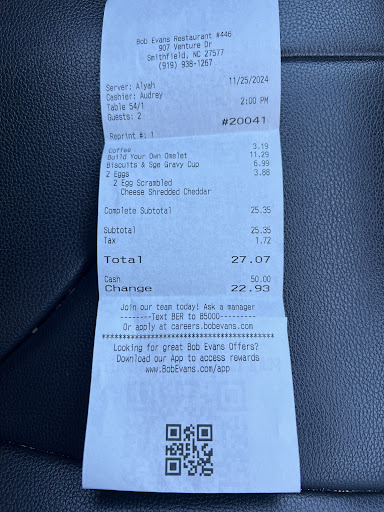 Bob Evans Restaurant #446
907 Venture Dr
Smithfield, NC 27577
(919) 938-1267
Server: Alyah 11/25/2024
Cashier: Audrey
Table 54/1 2:00 PM
Guests: 2
#20041
Reprint #: 1
Coffee 3.19
Build Your Own Omelet 11.29
Biscuits & Sge Gravy Cup 6.99
2 Eggs 3.88
2 Egg Scrambled
Cheese Shredded Cheddar
Complete Subtotal 25.35
Subtotal 25.35
Tax 1.72
Total 27.07
Cash 50.00
Change 22.93
Join our team today! Ask a manager
--------Text BER to 85000---------
Or apply at careers.bobevans.com
****************************************
Looking for great Bob Evans Offers?
Download our App to access rewards
www.BobEvans.com/app